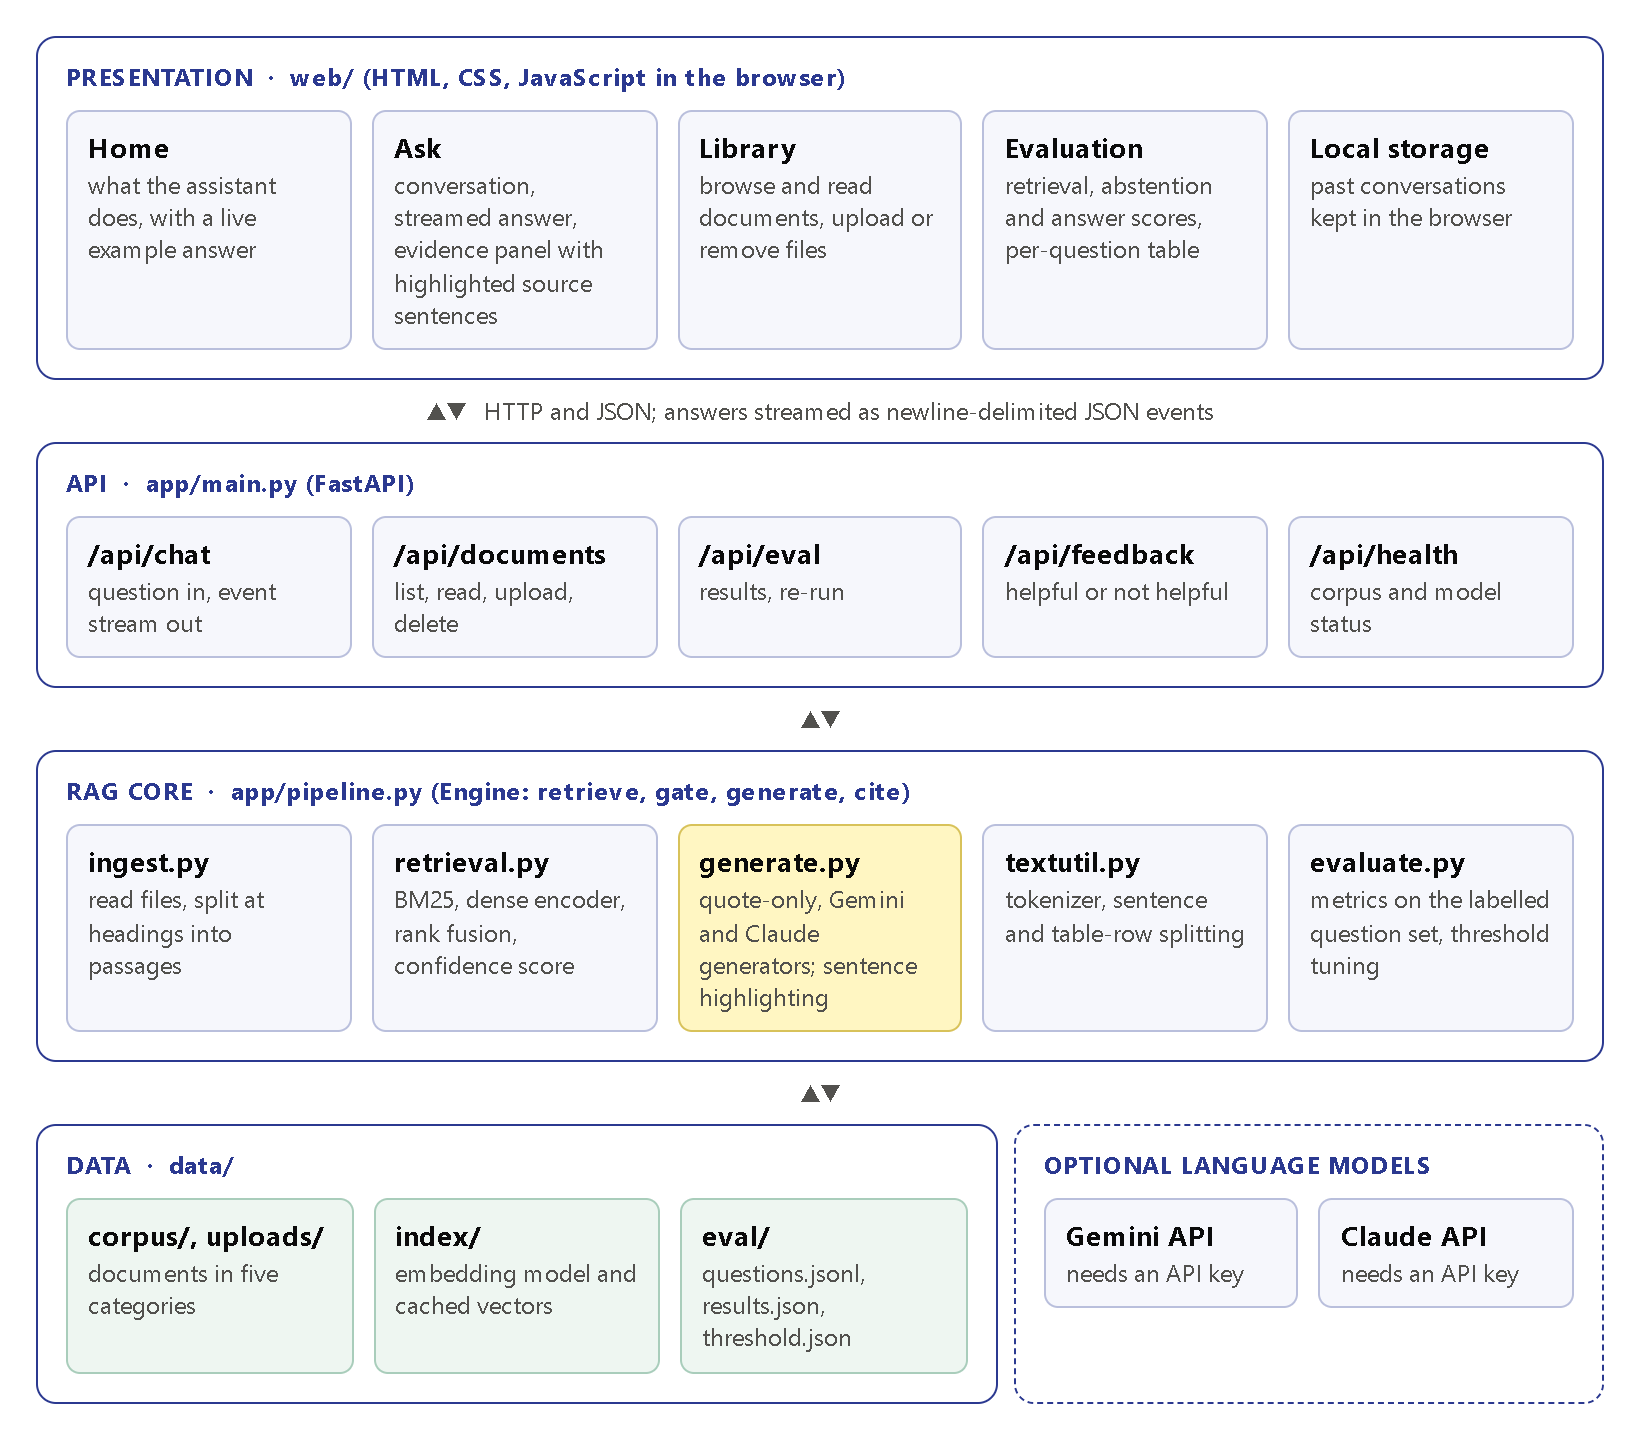 PRESENTATION · web/ (HTML, CSS, JavaScript in the browser)
Home
what the assistant
does, with a live
example answer
Ask
conversation,
streamed answer,
evidence panel with
highlighted source
sentences
Library
browse and read
documents, upload or
remove files
Evaluation
retrieval, abstention
and answer scores,
per-question table
Local storage
past conversations
kept in the browser
▲▼ HTTP and JSON; answers streamed as newline-delimited JSON events
API · app/main.py (FastAPI)
/api/chat
question in, event
stream out
/api/documents
list, read, upload,
delete
/api/eval
results, re-run
/api/feedback
helpful or not helpful
/api/health
corpus and model
status
▲▼
RAG CORE · app/pipeline.py (Engine: retrieve, gate, generate, cite)
ingest.py
read files, split at
headings into
passages
retrieval.py
BM25, dense encoder,
rank fusion,
confidence score
generate.py
quote-only, Gemini
and Claude
generators; sentence
highlighting
textutil.py
tokenizer, sentence
and table-row splitting
evaluate.py
metrics on the labelled
question set, threshold
tuning
▲▼
DATA · data/
corpus/, uploads/
documents in five
categories
index/
embedding model and
cached vectors
eval/
questions.jsonl,
results.json,
threshold.json
OPTIONAL LANGUAGE MODELS
Gemini API
needs an API key
Claude API
needs an API key